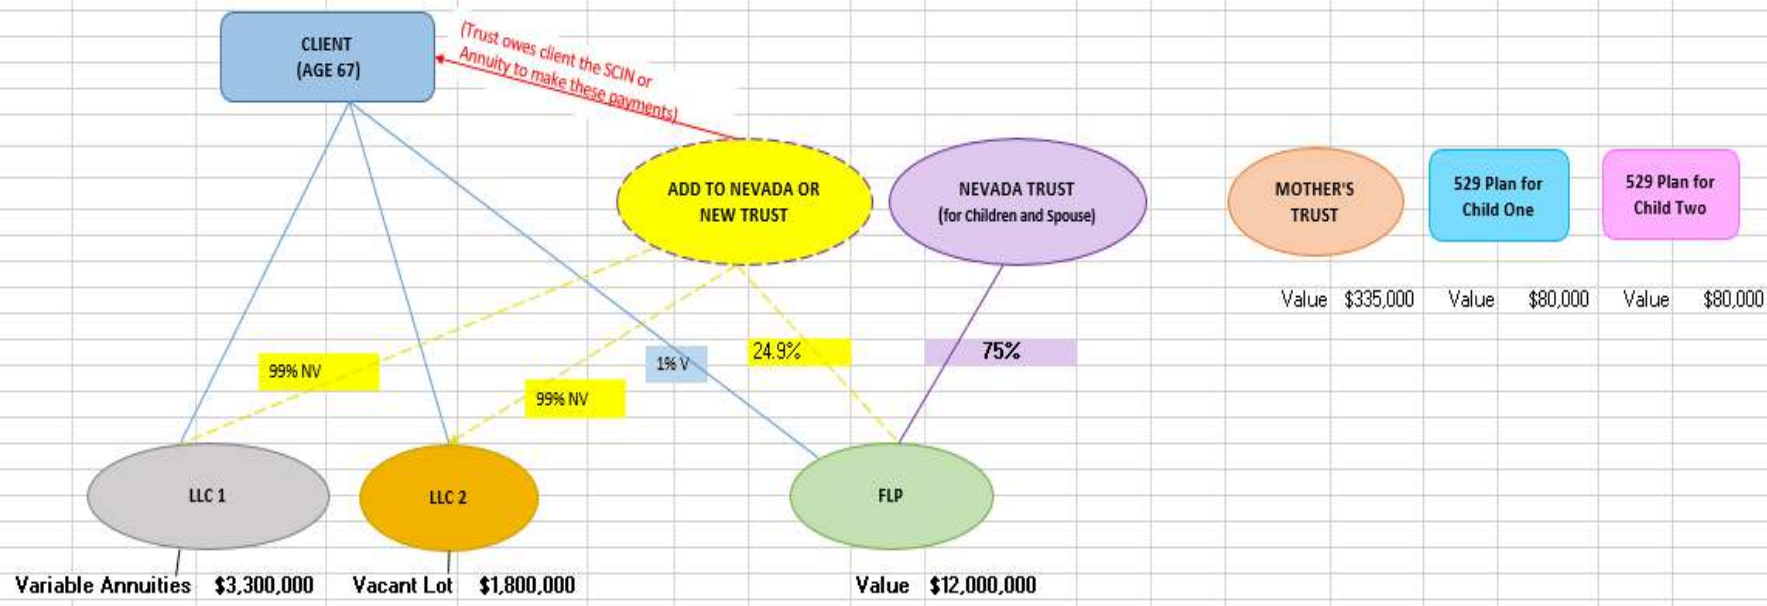 CLIENT
(AGE 67)
(Trust owes client the SCIN or
Annuity to make these payments)
ADD TO NEVADA OR
NEW TRUST
NEVADA TRUST
(for Children and Spouse)
MOTHER'S
TRUST
529 Plan for
Child One
529 Plan for
Child Two
Value $335,000 Value $80,000 Value $80,000
99% NV
99% NV
1% V
24.9%
75%
LLC 1
LLC 2
FLP
Variable Annuities $3,300,000 Vacant Lot $1,800,000 Value $12,000,000